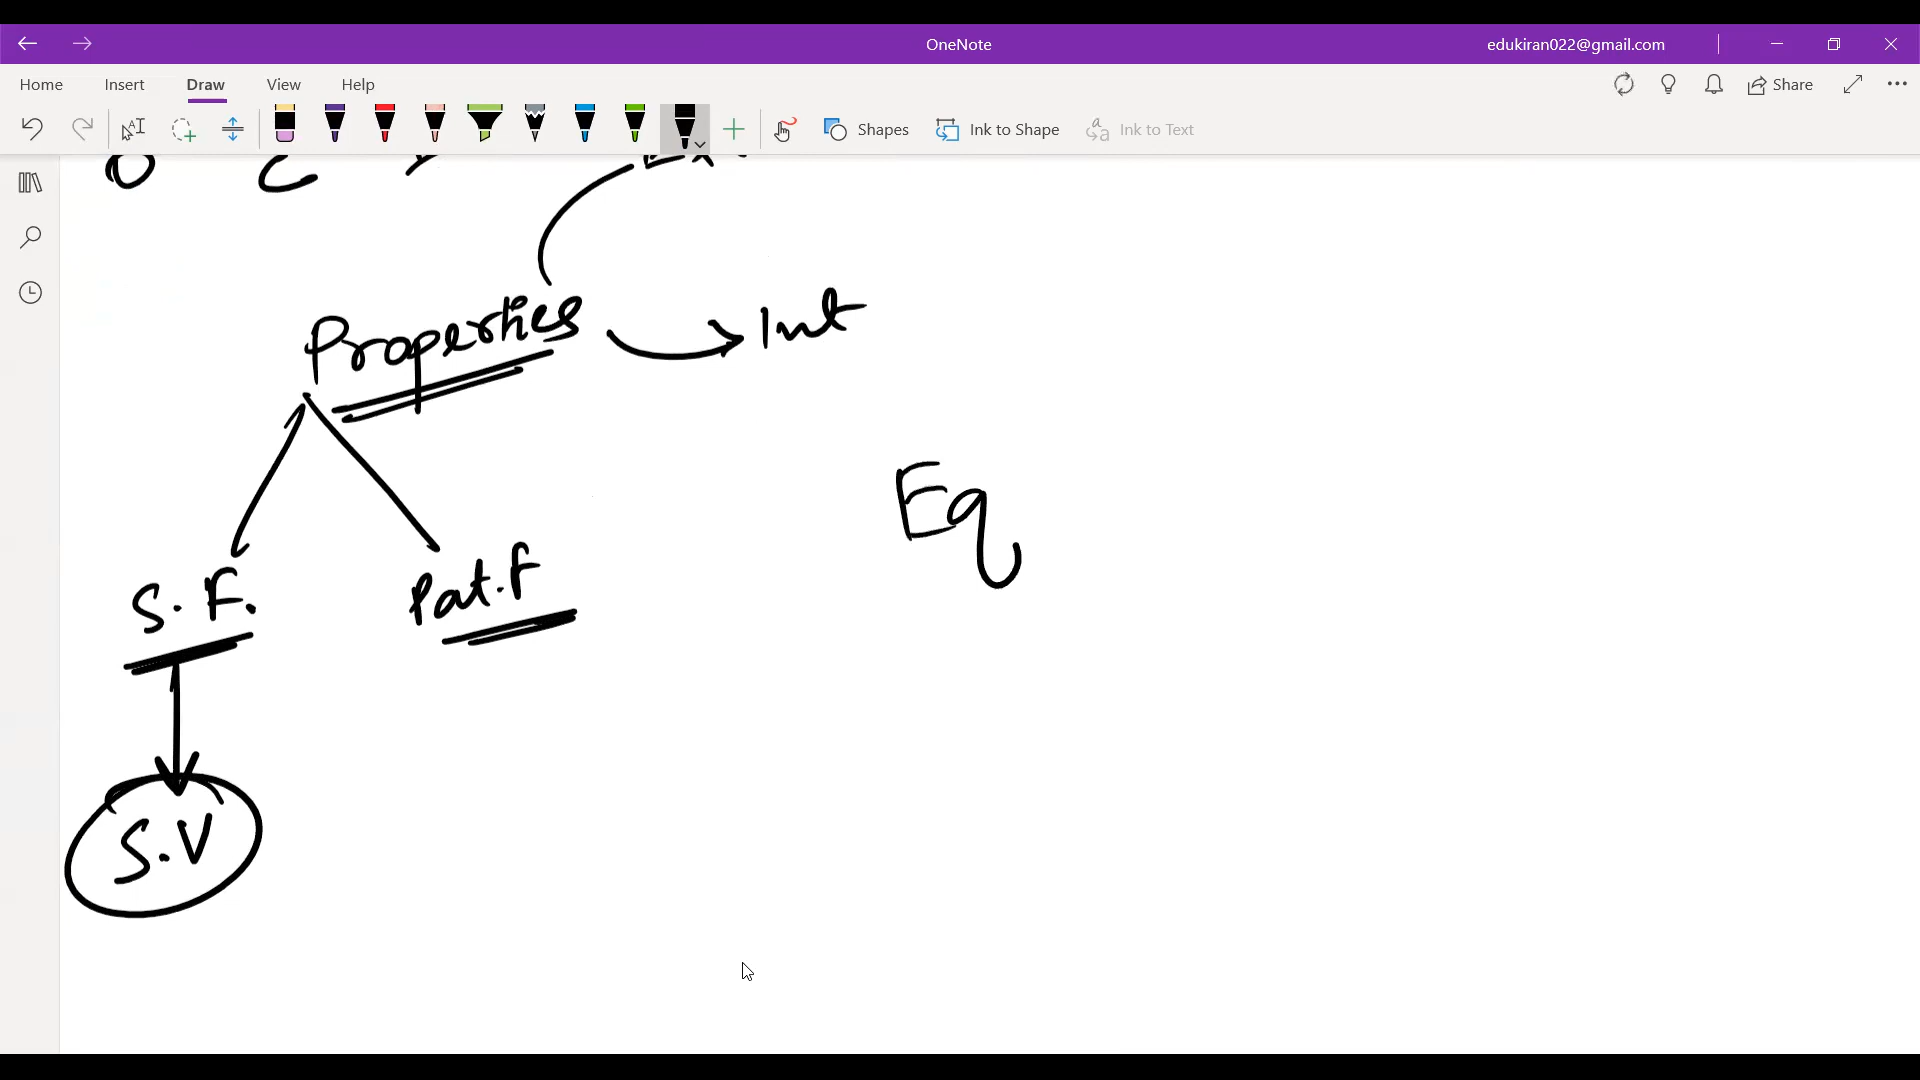 OneNote
edukiran022@gmail.com
Home Insert Draw View Help
Share
Shapes Ink to Shape Ink to Text
Properties Int
Eq
S.F. Pat.F
S.V